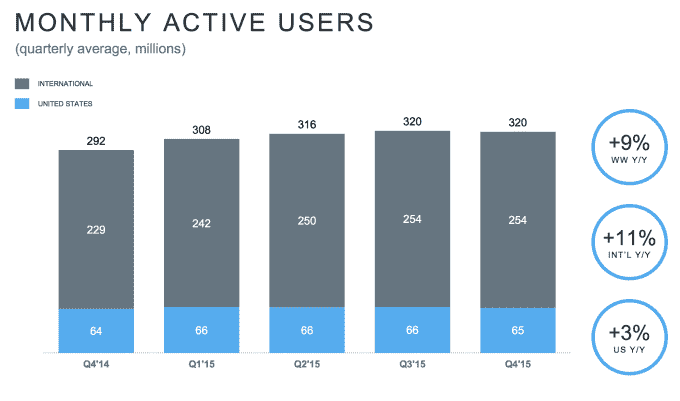 MONTHLY ACTIVE USERS
(quarterly average, millions)
INTERNATIONAL
UNITED STATES
292 308 316 320 320
229 242 250 254 254
64 66 66 66 65
Q4'14 Q1'15 Q2'15 Q3'15 Q4'15
+9%
WW Y/Y
+11%
INT'L Y/Y
+3%
US Y/Y